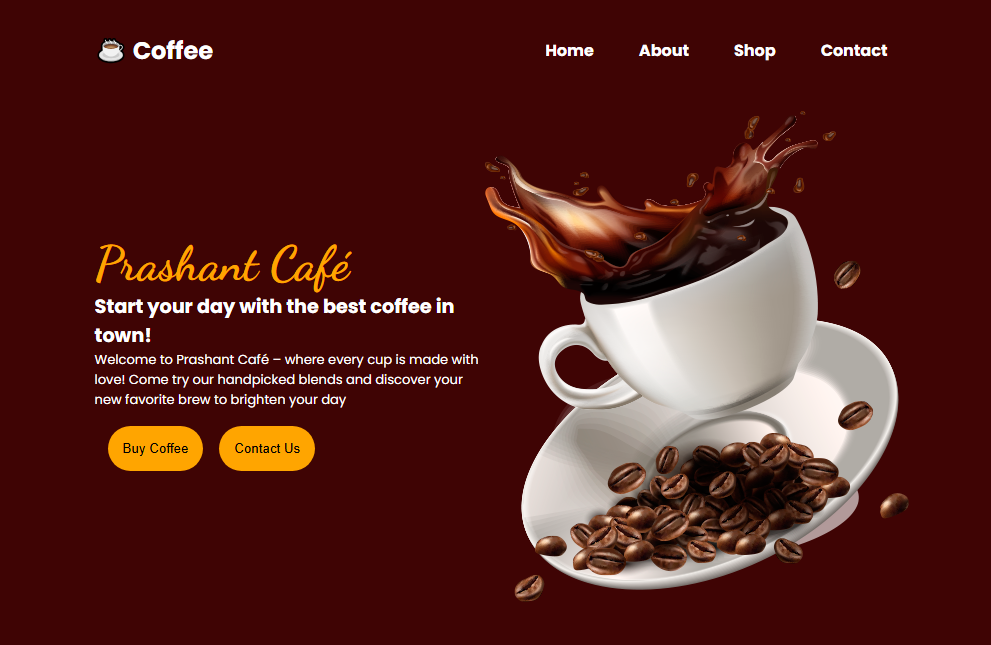 Coffee
Home About Shop Contact
Prashant Café
Start your day with the best coffee in
town!
Welcome to Prashant Café – where every cup is made with
love! Come try our handpicked blends and discover your
new favorite brew to brighten your day
Buy Coffee Contact Us